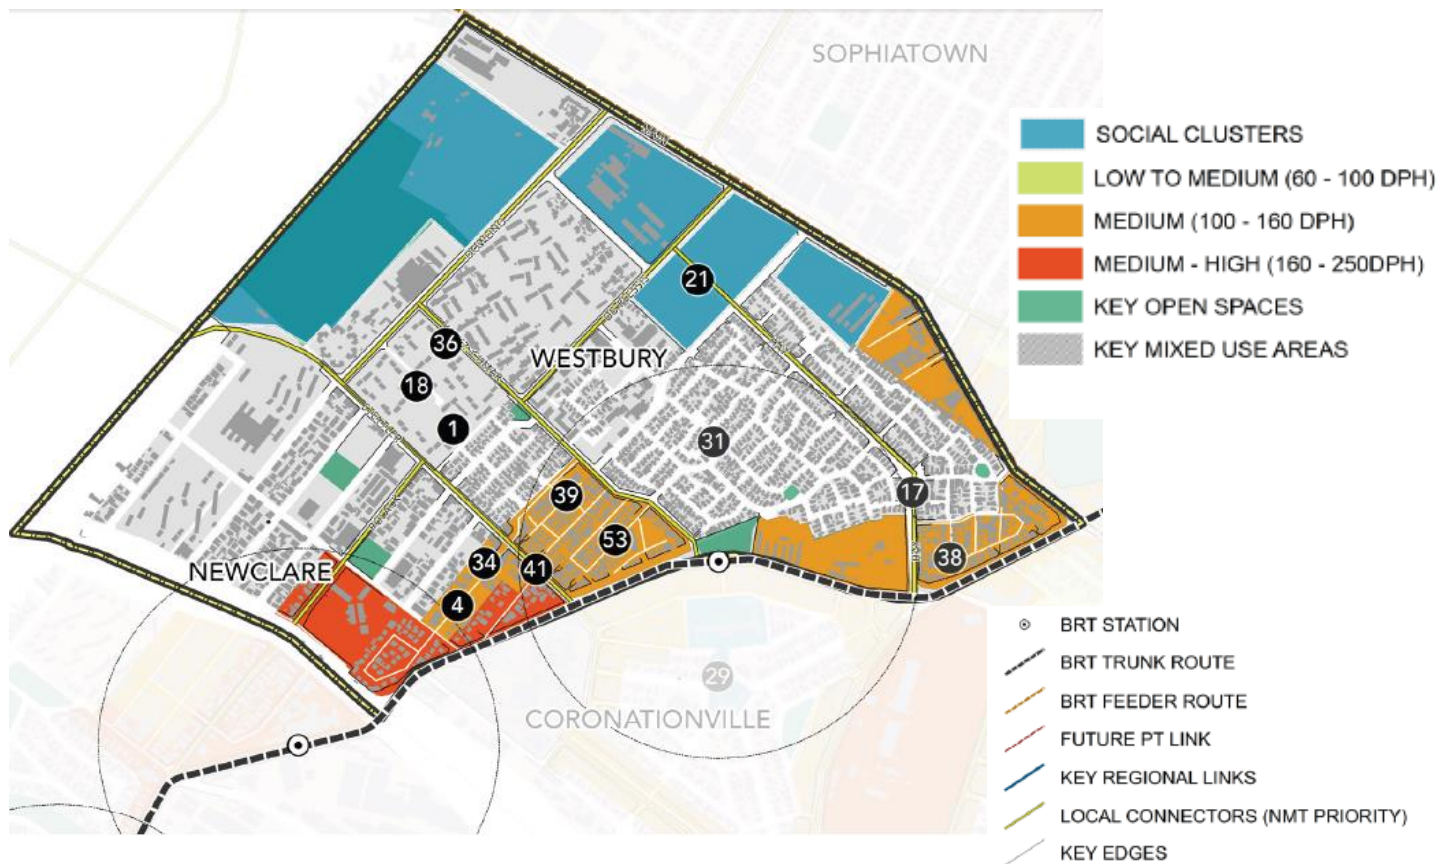 SOPHIATOWN
SOCIAL CLUSTERS
LOW TO MEDIUM (60 - 100 DPH)
MEDIUM (100 - 160 DPH)
MEDIUM - HIGH (160 - 250DPH)
KEY OPEN SPACES
KEY MIXED USE AREAS
21
36
WESTBURY
18
1
31
39
17
53
34
41
38
NEWCLARE
4
29
CORONATIONVILLE
BRT STATION
BRT TRUNK ROUTE
BRT FEEDER ROUTE
FUTURE PT LINK
KEY REGIONAL LINKS
LOCAL CONNECTORS (NMT PRIORITY)
KEY EDGES